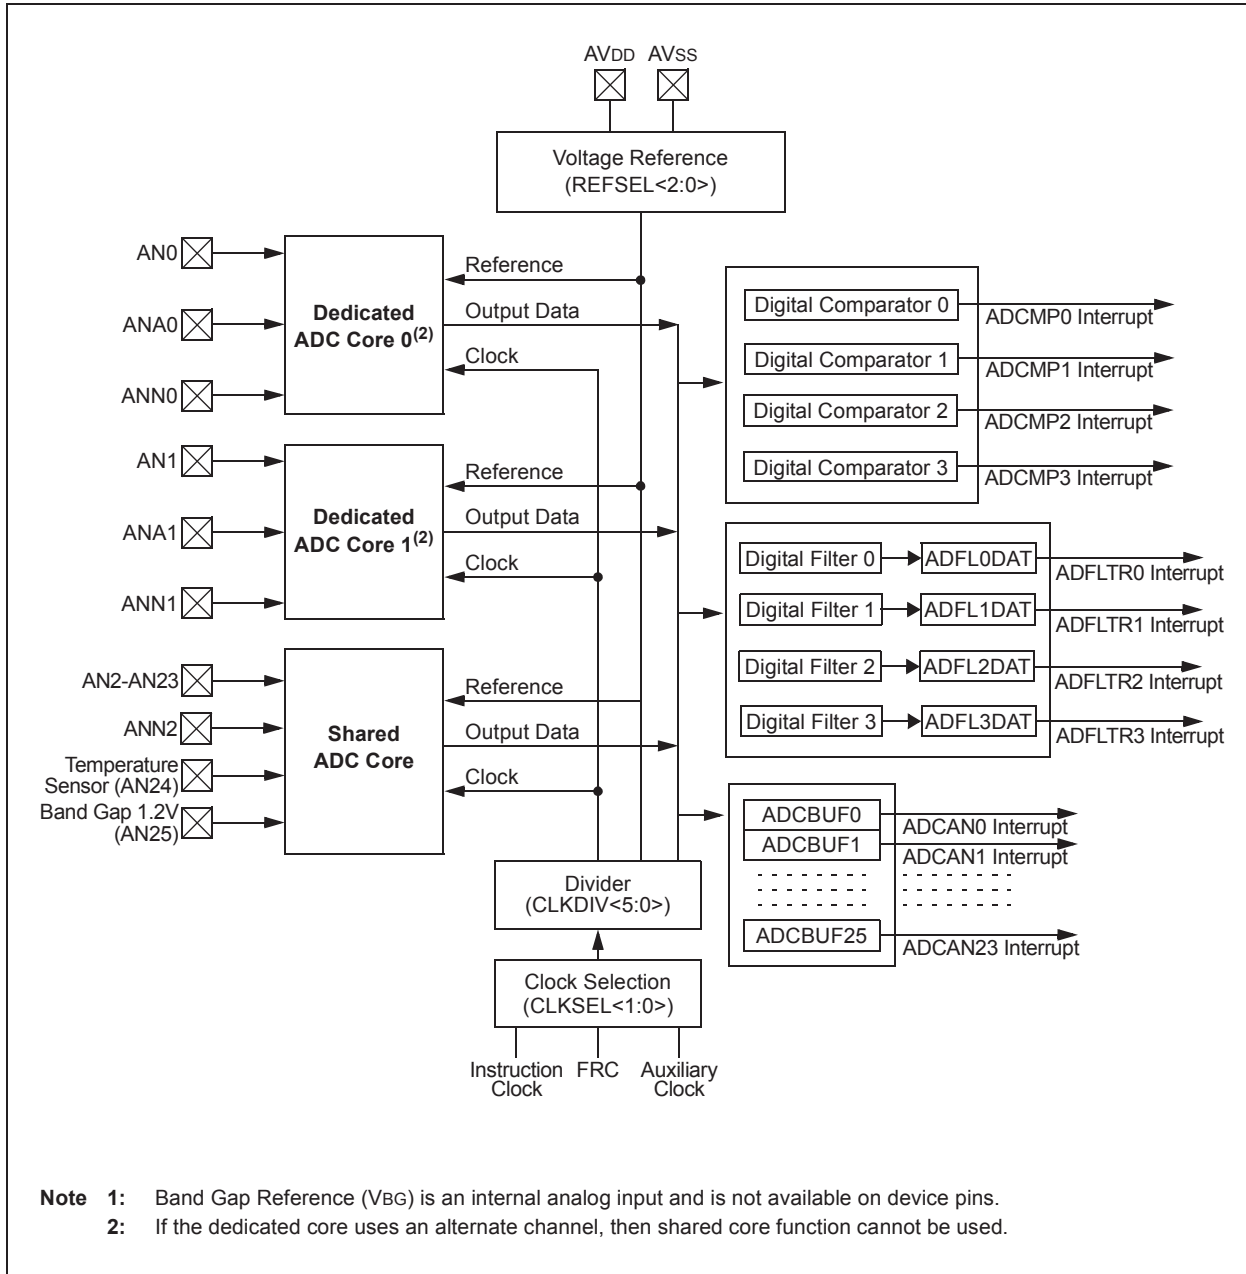 AVDD AVSS
Voltage Reference
(REFSEL<2:0>)
AN0
ANA0
ANN0
Dedicated
ADC Core 0(2)
Reference
Output Data
Clock
AN1
ANA1
ANN1
Dedicated
ADC Core 1(2)
Reference
Output Data
Clock
AN2-AN23
ANN2
Temperature
Sensor (AN24)
Band Gap 1.2V
(AN25)
Shared
ADC Core
Reference
Output Data
Clock
Digital Comparator 0
ADCMP0 Interrupt
Digital Comparator 1
ADCMP1 Interrupt
Digital Comparator 2
ADCMP2 Interrupt
Digital Comparator 3
ADCMP3 Interrupt
Digital Filter 0 ADFL0DAT
ADFLTR0 Interrupt
Digital Filter 1 ADFL1DAT
ADFLTR1 Interrupt
Digital Filter 2 ADFL2DAT
ADFLTR2 Interrupt
Digital Filter 3 ADFL3DAT
ADFLTR3 Interrupt
ADCBUF0
ADCAN0 Interrupt
ADCBUF1
ADCAN1 Interrupt
ADCBUF25
ADCAN23 Interrupt
Divider
(CLKDIV<5:0>)
Clock Selection
(CLKSEL<1:0>)
Instruction
Clock
FRC
Auxiliary
Clock
Note 1: Band Gap Reference (VBG) is an internal analog input and is not available on device pins.
2: If the dedicated core uses an alternate channel, then shared core function cannot be used.